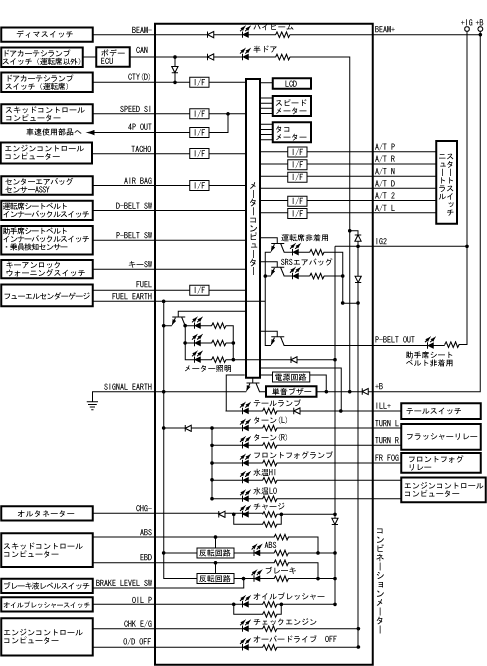 +IG +B
ディマスイッチ
BEAM-
ハイビーム
BEAM+
ドアカーテシランプ
スイッチ(運転席以外)
ボデー
ECU
CAN
半ドア
ドアカーテシランプ
スイッチ(運転席)
CTY(D)
I/F
LCD
スキッドコントロール
コンピューター
SPEED SI
I/F
スピード
メーター
車速使用部品へ
4P OUT
I/F
タコ
メーター
エンジンコントロール
コンピューター
TACHO
I/F
I/F
A/T P
I/F
A/T R
I/F
A/T N
A/T D
I/F
A/T 2
I/F
A/T L
ニュートラル
スタートスイッチ
センターエアバッグ
センサーASSY
AIR BAG
I/F
メーターコンピューター
運転席シートベルト
インナーバックルスイッチ
D-BELT SW
助手席シートベルト
インナーバックルスイッチ
・乗員検知センサー
P-BELT SW
運転席非着用
IG2
SRSエアバッグ
キーアンロック
ウォーニングスイッチ
キーSW
フューエルセンダーゲージ
FUEL
I/F
FUEL EARTH
P-BELT OUT
助手席シート
ベルト非着用
メーター照明
電源回路
SIGNAL EARTH
単音ブザー
+B
テールランプ
ILL+
テールスイッチ
ターン(L)
TURN L
ターン(R)
TURN R
フラッシャーリレー
フロントフォグランプ
FR FOG
フロントフォグ
リレー
水温HI
水温LO
エンジンコントロール
コンピューター
オルタネーター
CHG-
チャージ
スキッドコントロール
コンピューター
ABS
反転回路
ABS
EBD
反転回路
ブレーキ
ブレーキ液レベルスイッチ
BRAKE LEVEL SW
オイルプレッシャースイッチ
OIL P
オイルプレッシャー
エンジンコントロール
コンピューター
CHK E/G
チェックエンジン
O/D OFF
オーバードライブ OFF
コンビネーションメーター